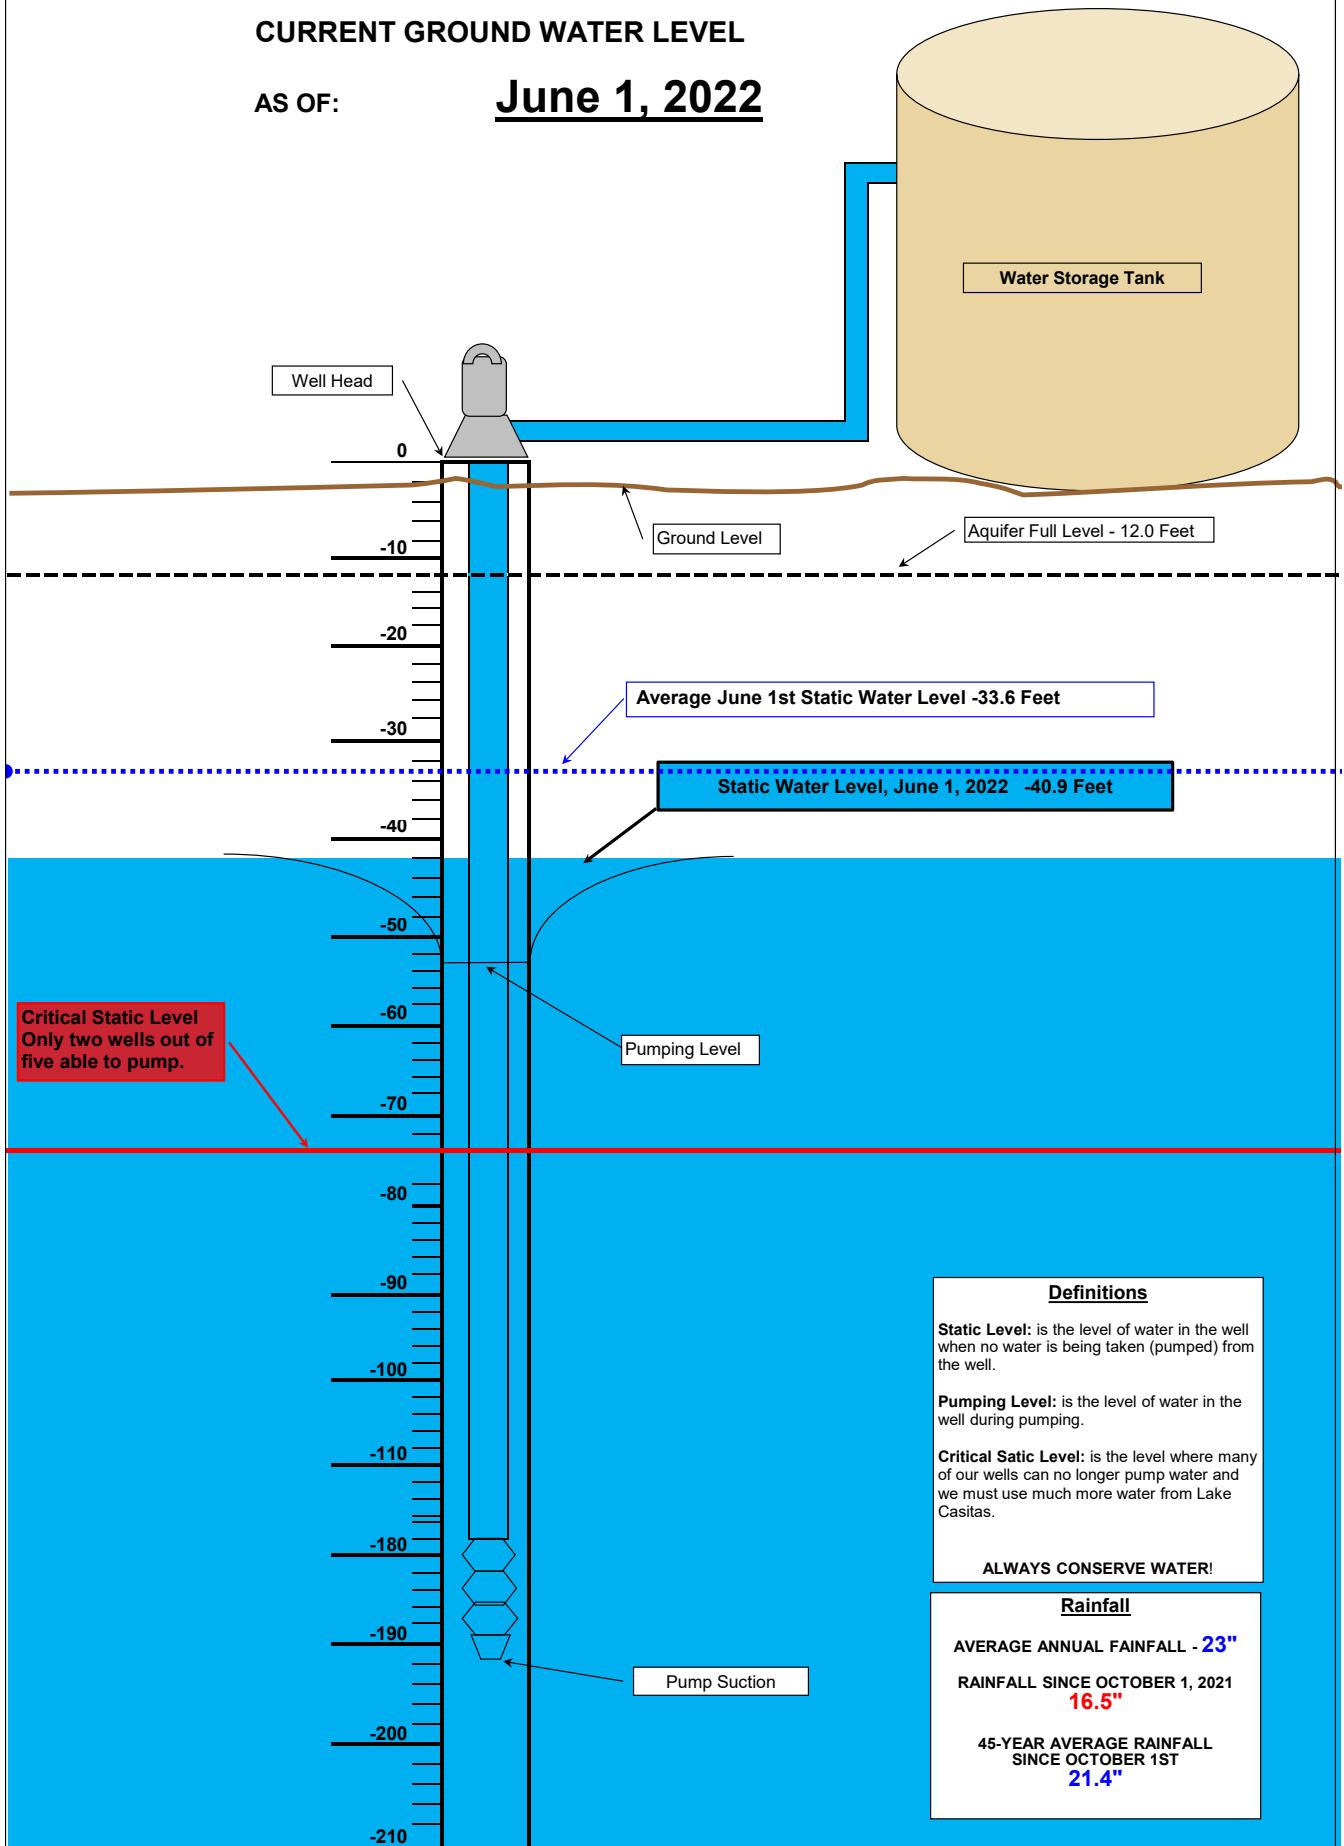 CURRENT GROUND WATER LEVEL
AS OF: June 1, 2022
Water Storage Tank
Well Head
0
Ground Level
Aquifer Full Level - 12.0 Feet
-10
-20
Average June 1st Static Water Level -33.6 Feet
-30
Static Water Level, June 1, 2022 -40.9 Feet
-40
-50
Critical Static Level
Only two wells out of
five able to pump.
-60
Pumping Level
-70
-80
-90
-100
-110
-180
-190
Pump Suction
-200
-210
Definitions
Static Level: is the level of water in the well
when no water is being taken (pumped) from
the well.
Pumping Level: is the level of water in the
well during pumping.
Critical Satic Level: is the level where many
of our wells can no longer pump water and
we must use much more water from Lake
Casitas.
ALWAYS CONSERVE WATER!
Rainfall
AVERAGE ANNUAL FAINFALL - 23"
RAINFALL SINCE OCTOBER 1, 2021
16.5"
45-YEAR AVERAGE RAINFALL
SINCE OCTOBER 1ST
21.4"